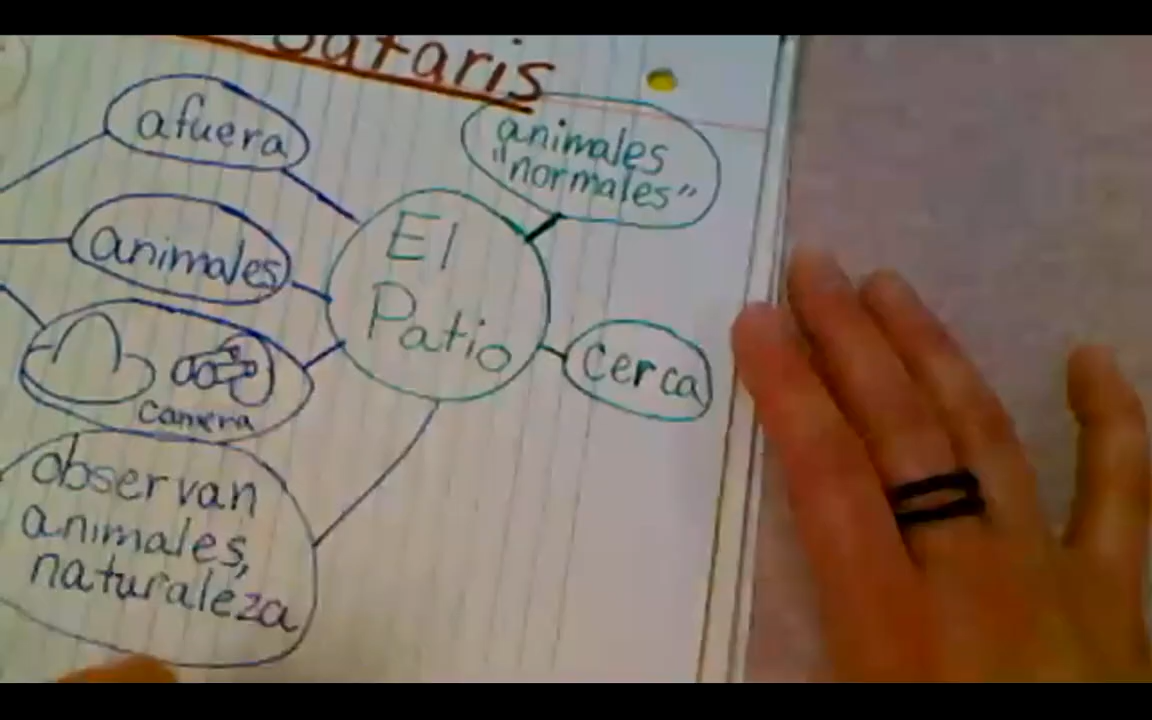 Safaris
afuera
animales
"normales"
animales
El
Patio
cerca
camera
observan
animales,
naturaleza